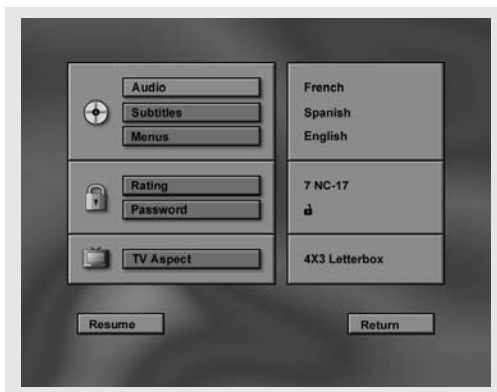 Audio French
Subtitles Spanish
Menus English
Rating 7 NC-17
Password
TV Aspect 4X3 Letterbox
Resume Return